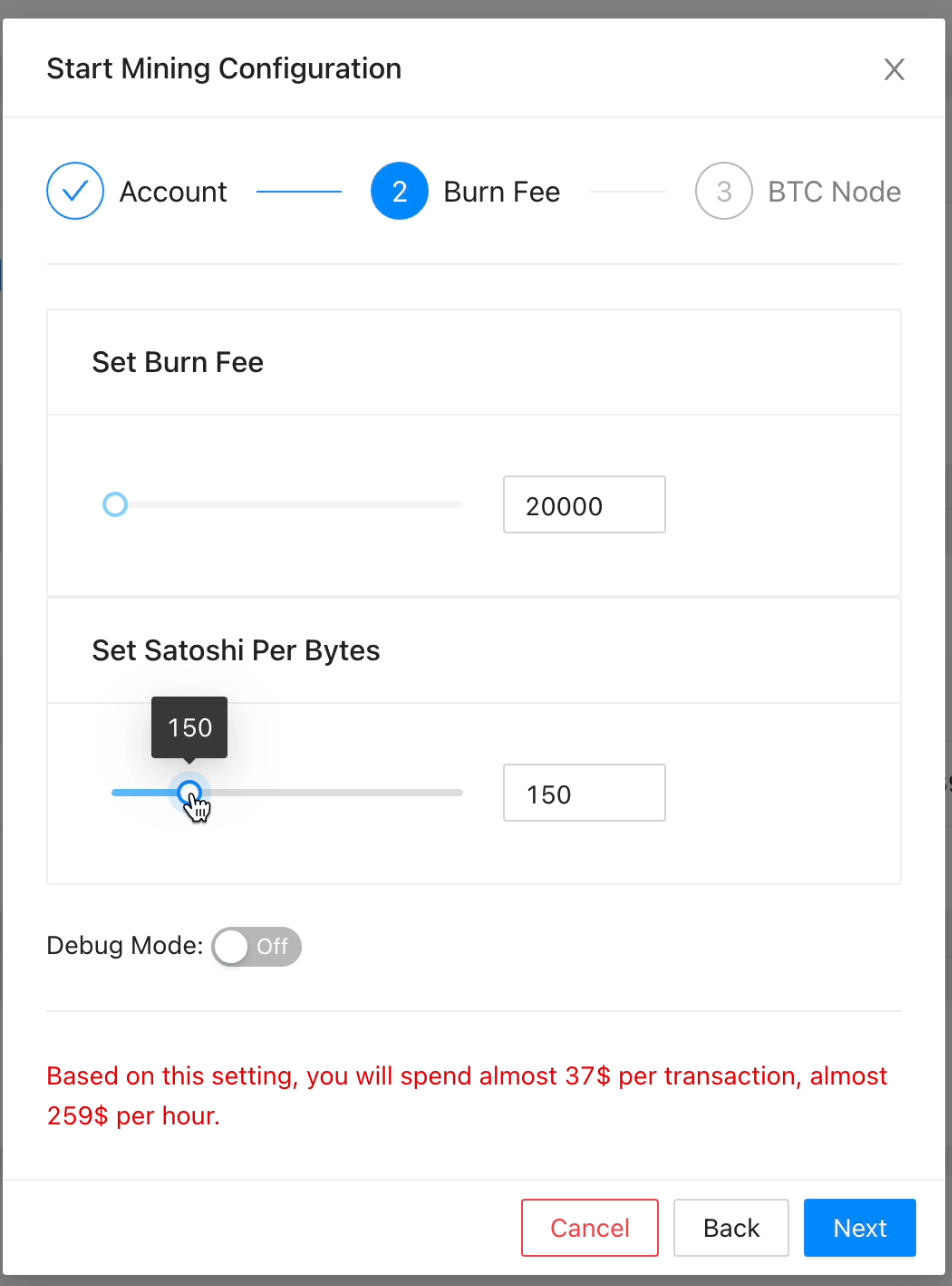 Start Mining Configuration
Account
2 Burn Fee
3 BTC Node
Set Burn Fee
20000
Set Satoshi Per Bytes
150
150
Debug Mode: Off
Based on this setting, you will spend almost 37$ per transaction, almost
259$ per hour.
Cancel Back Next